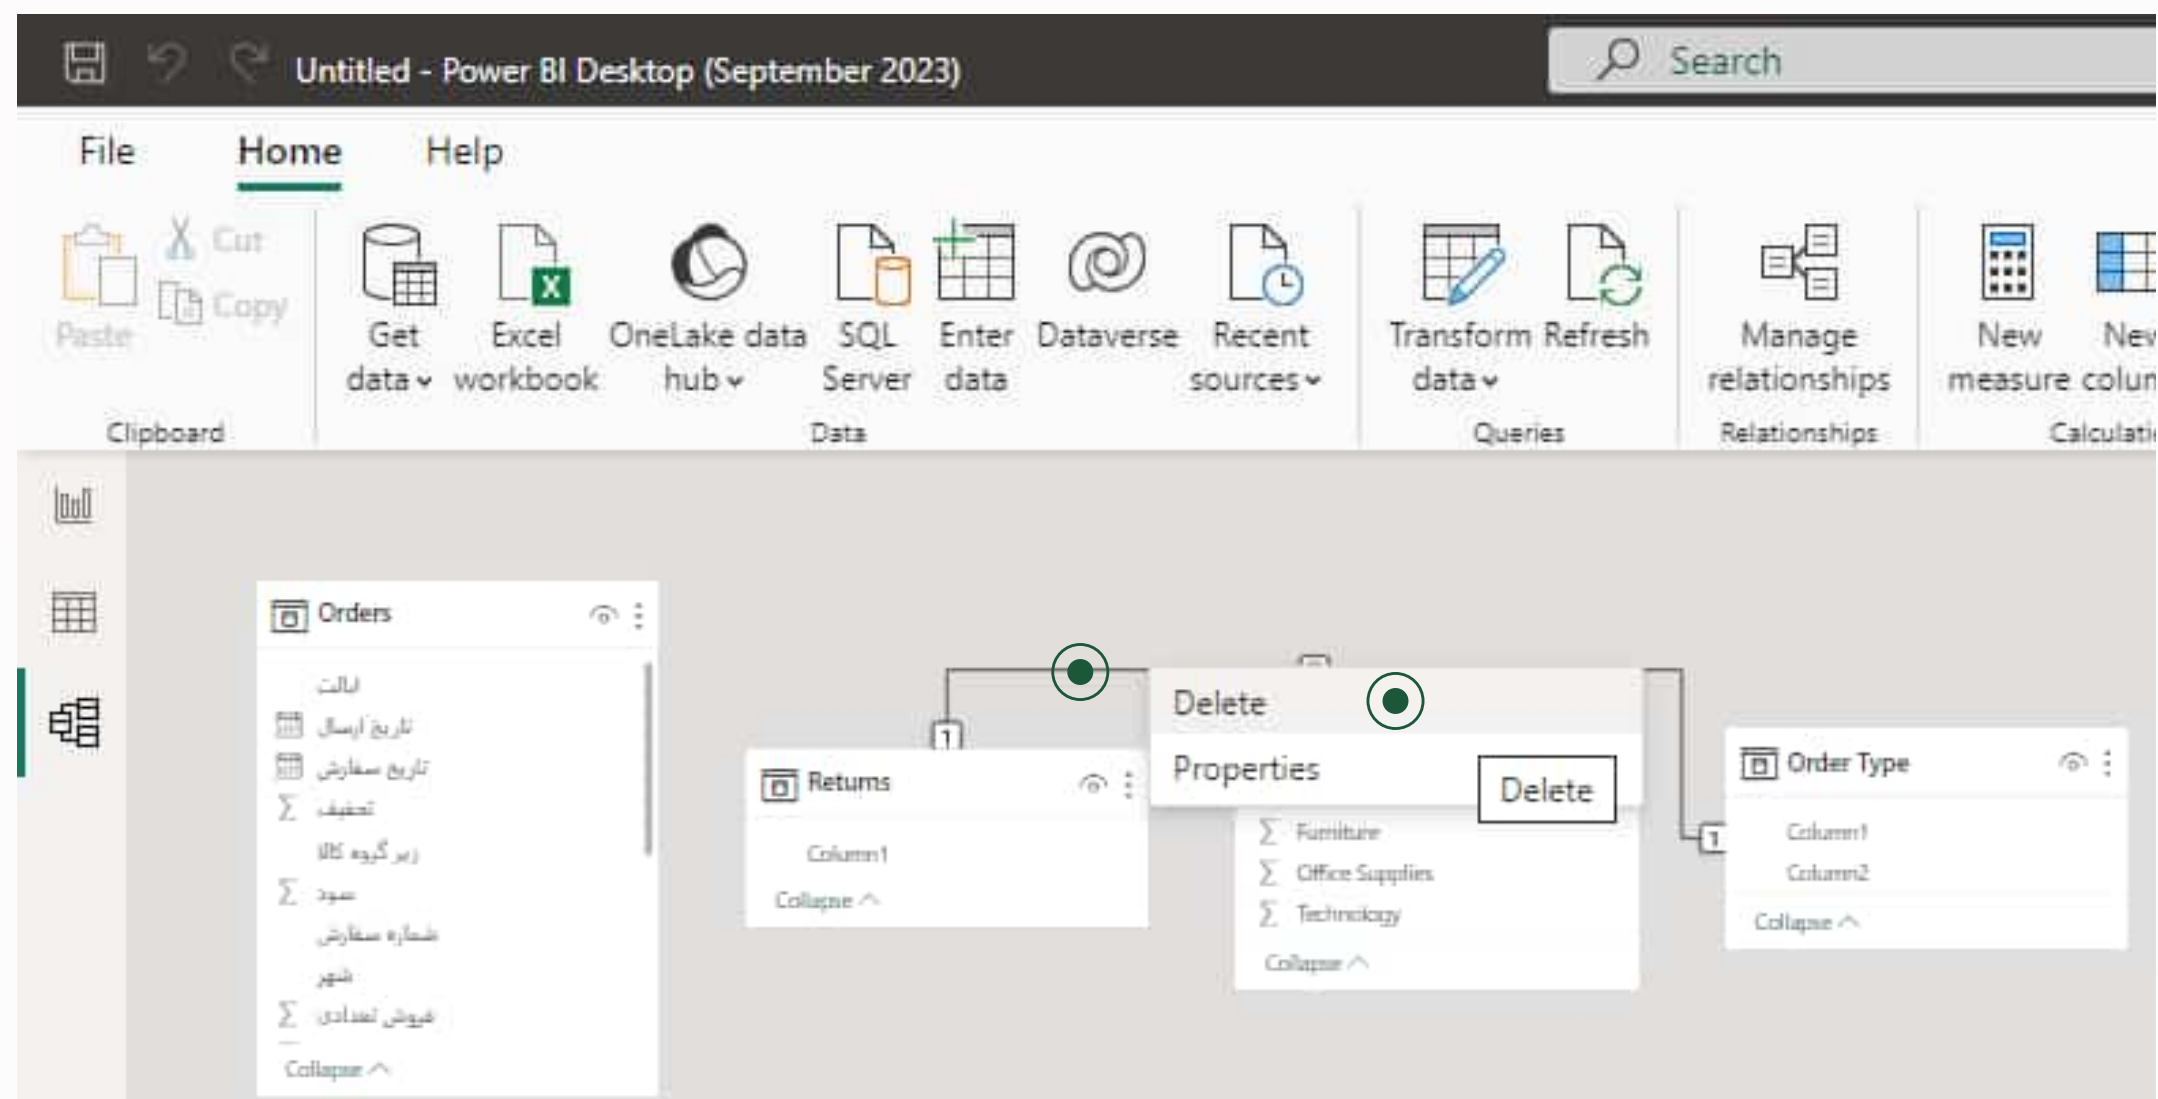 Untitled - Power BI Desktop (September 2023)
Search
File Home Help
Paste
Cut
Copy
Clipboard
Get data
Excel workbook
OneLake data hub
SQL Server
Enter data
Dataverse
Recent sources
Data
Transform data
Refresh
Queries
Manage relationships
Relationships
New measure
Orders
ایالت
تاریخ ارسال
تاریخ سفارش
تخفیف
زیر گروه کالا
سود
شماره سفارش
شهر
فروش تعدادی
Collapse
1
Returns
Column1
Collapse
Delete
Properties
Delete
Furniture
Office Supplies
Technology
Collapse
1
Order Type
Column1
Column2
Collapse